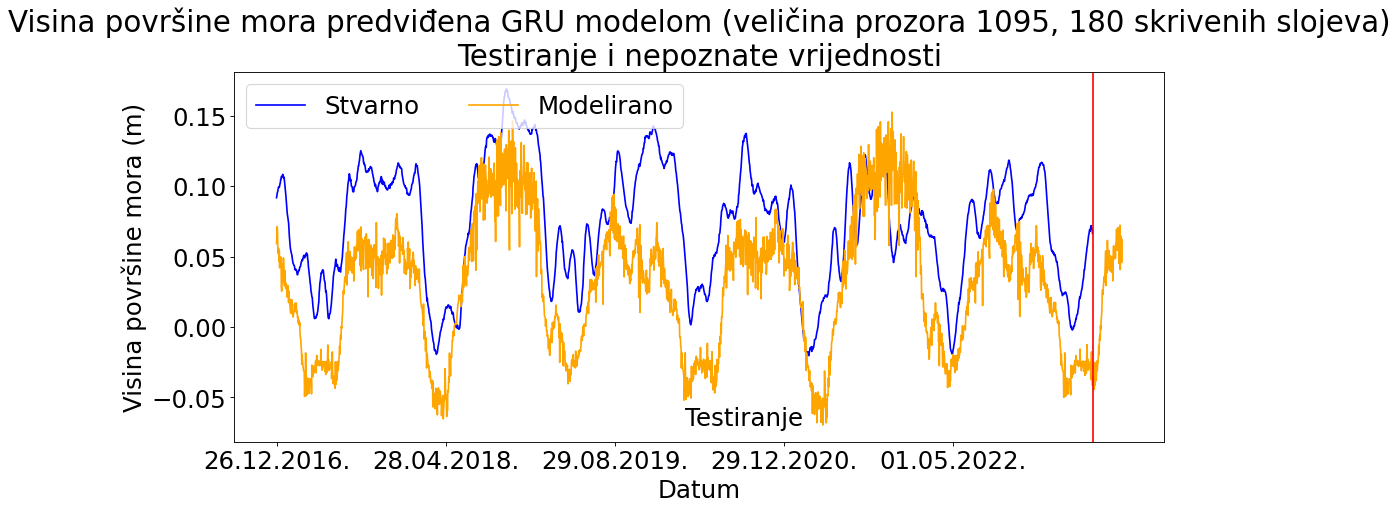 Visina površine mora predviđena GRU modelom (veličina prozora 1095, 180 skrivenih slojeva)
Testiranje i nepoznate vrijednosti
Stvarno
Modelirano
Visina površine mora (m)
0.15
0.10
0.05
0.00
−0.05
Testiranje
26.12.2016.
28.04.2018.
29.08.2019.
29.12.2020.
01.05.2022.
Datum